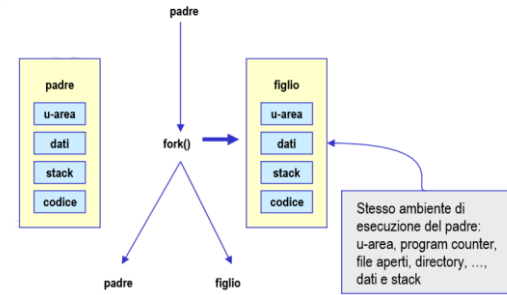 padre
padre
u-area
dati
stack
codice
fork()
figlio
u-area
dati
stack
codice
Stesso ambiente di
esecuzione del padre:
u-area, program counter,
file aperti, directory, …,
dati e stack
padre
figlio